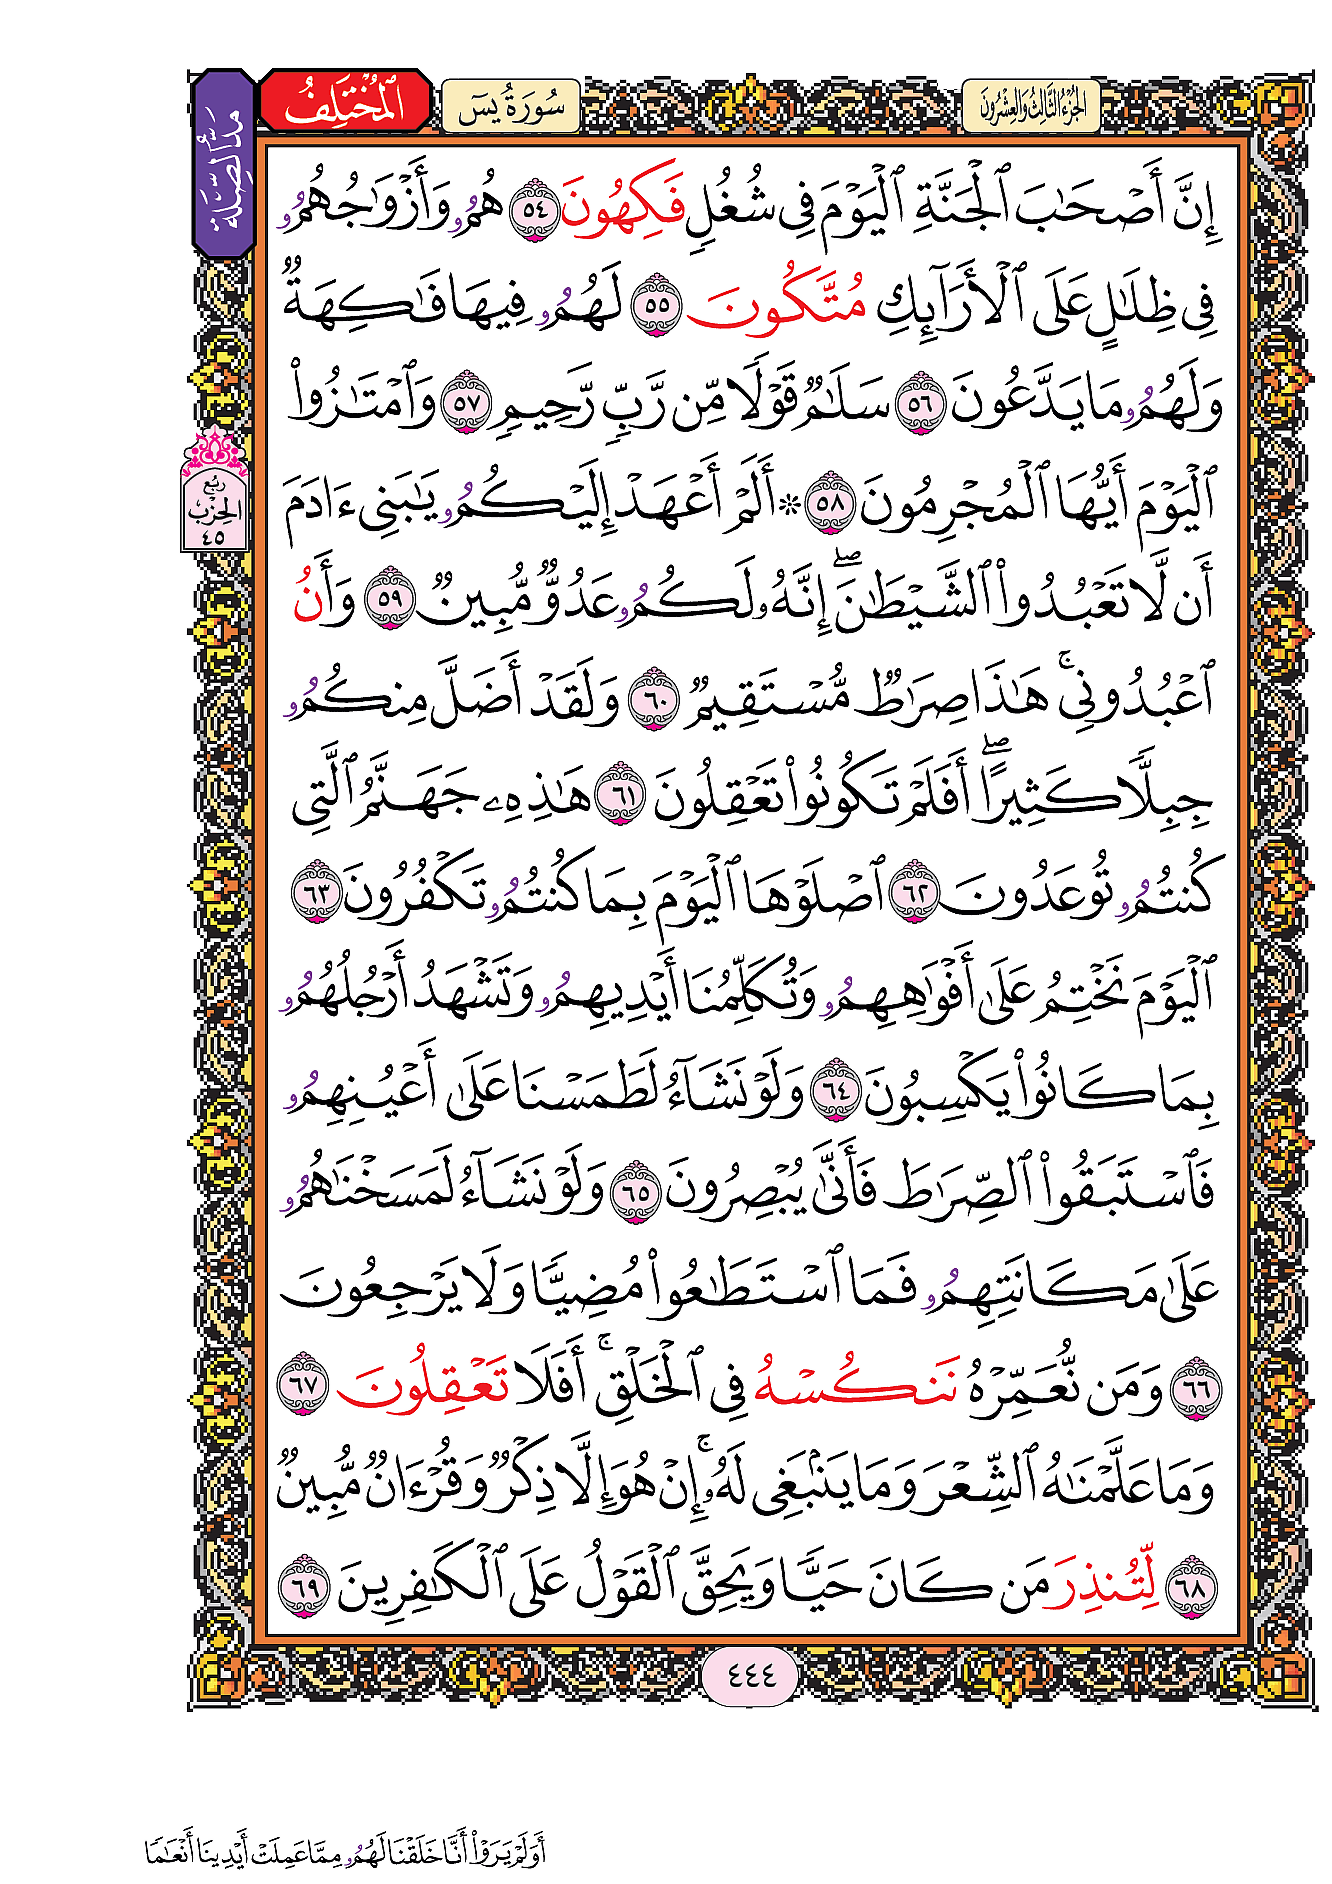 الجُزْءُ الثَّالِثُ وَالعِشْرُونَ
سُورَةُ يسٓ
المُخْتَلِفُ
مَدُّ الصِّلَة
إِنَّ أَصْحَٰبَ ٱلْجَنَّةِ ٱلْيَوْمَ فِى شُغُلٍ فَكِهُونَ ٥٤ هُمُۥ وَأَزْوَٰجُهُمُۥ
فِى ظِلَٰلٍ عَلَى ٱلْأَرَآئِكِ مُتَّكُونَ ٥٥ لَهُمُۥ فِيهَا فَٰكِهَةٌ
وَلَهُمُۥ مَا يَدَّعُونَ ٥٦ سَلَٰمٌ قَوْلًا مِّن رَّبٍّ رَّحِيمٍ ٥٧ وَٱمْتَٰزُوا۟
ٱلْيَوْمَ أَيُّهَا ٱلْمُجْرِمُونَ ٥٨ ۞ أَلَمْ أَعْهَدْ إِلَيْكُمُۥ يَٰبَنِى ءَادَمَ
رُبُع
الحِزْب
٤٥
أَن لَّا تَعْبُدُوا۟ ٱلشَّيْطَٰنَ ۖ إِنَّهُۥ لَكُمُۥ عَدُوٌّ مُّبِينٌ ٥٩ وَأَنُ
ٱعْبُدُونِى ۚ هَٰذَا صِرَٰطٌ مُّسْتَقِيمٌ ٦٠ وَلَقَدْ أَضَلَّ مِنكُمُۥ
جِبِلًّا كَثِيرًا ۖ أَفَلَمْ تَكُونُوا۟ تَعْقِلُونَ ٦١ هَٰذِهِۦ جَهَنَّمُ ٱلَّتِى
كُنتُمُۥ تُوعَدُونَ ٦٢ ٱصْلَوْهَا ٱلْيَوْمَ بِمَا كُنتُمُۥ تَكْفُرُونَ ٦٣
ٱلْيَوْمَ نَخْتِمُ عَلَىٰ أَفْوَٰهِهِمُۥ وَتُكَلِّمُنَا أَيْدِيهِمُۥ وَتَشْهَدُ أَرْجُلُهُمُۥ
بِمَا كَانُوا۟ يَكْسِبُونَ ٦٤ وَلَوْ نَشَآءُ لَطَمَسْنَا عَلَىٰ أَعْيُنِهِمُۥ
فَٱسْتَبَقُوا۟ ٱلصِّرَٰطَ فَأَنَّىٰ يُبْصِرُونَ ٦٥ وَلَوْ نَشَآءُ لَمَسَخْنَٰهُمُۥ
عَلَىٰ مَكَانَتِهِمُۥ فَمَا ٱسْتَطَٰعُوا۟ مُضِيًّا وَلَا يَرْجِعُونَ
٦٦ وَمَن نُّعَمِّرْهُ نَنكُسْهُ فِى ٱلْخَلْقِ ۚ أَفَلَا تَعْقِلُونَ ٦٧
وَمَا عَلَّمْنَٰهُ ٱلشِّعْرَ وَمَا يَنۢبَغِى لَهُۥ ۚ إِنْ هُوَ إِلَّا ذِكْرٌ وَقُرْءَانٌ مُّبِينٌ
٦٨ لِّتُنذِرَ مَن كَانَ حَيًّا وَيَحِقَّ ٱلْقَوْلُ عَلَى ٱلْكَٰفِرِينَ ٦٩
٤٤٤
أَوَلَمْ يَرَوْا۟ أَنَّا خَلَقْنَا لَهُمُۥ مِمَّا عَمِلَتْ أَيْدِينَا أَنْعَٰمًا